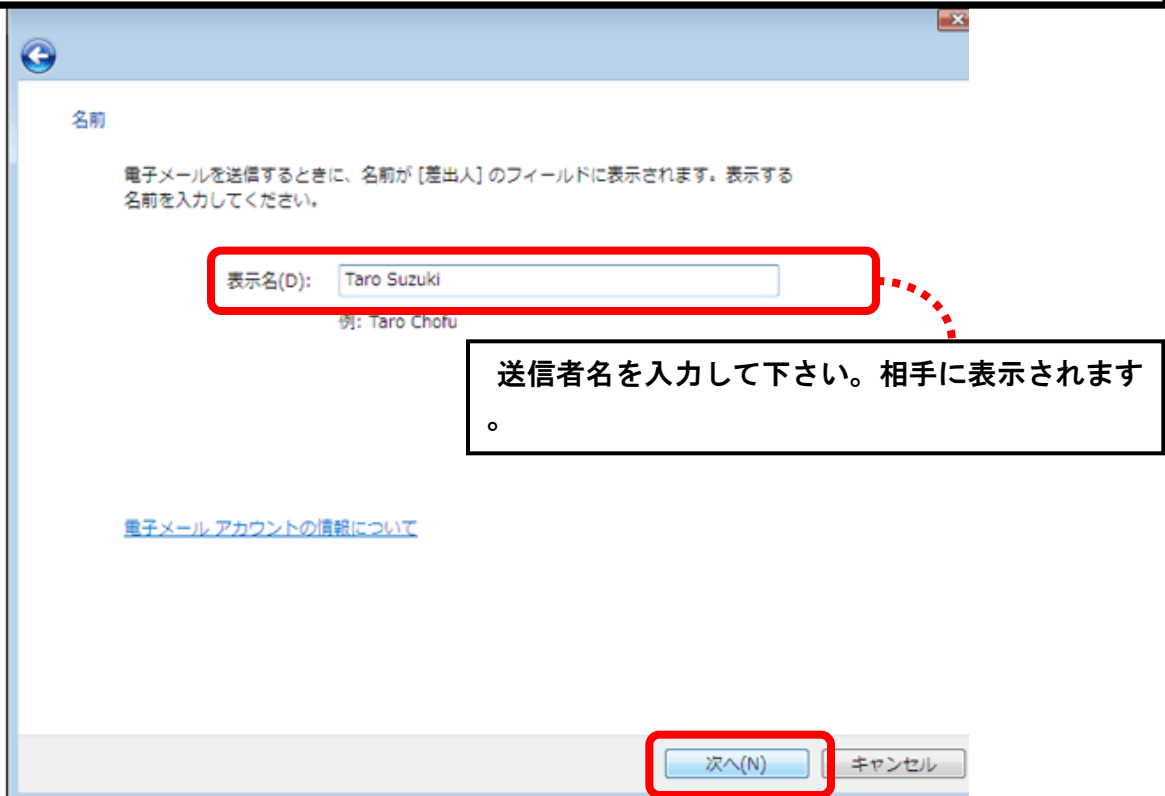 名前
電子メールを送信するときに、名前が [差出人] のフィールドに表示されます。表示する
名前を入力してください。
表示名(D): Taro Suzuki
例: Taro Chofu
送信者名を入力して下さい。相手に表示されます
。
電子メール アカウントの情報について
次へ(N) キャンセル